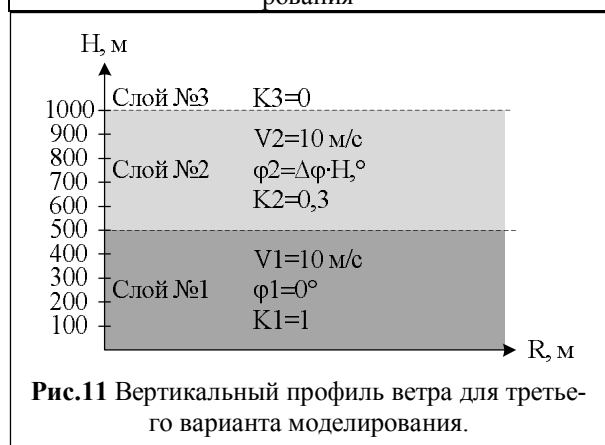 рования
H, м
Слой №3 K3=0
1000
900 V2=10 м/с
800
Слой №2 φ2=Δφ·H,°
700
600 K2=0,3
500
400 V1=10 м/с
300
Слой №1 φ1=0°
200
100 K1=1
R, м
Рис.11 Вертикальный профиль ветра для третье-
го варианта моделирования.